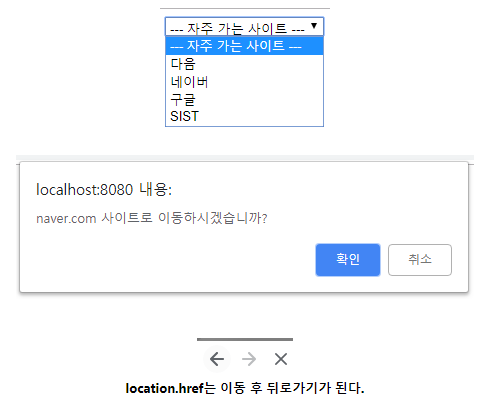 --- 자주 가는 사이트 ---
--- 자주 가는 사이트 ---
다음
네이버
구글
SIST
localhost:8080 내용:
naver.com 사이트로 이동하시겠습니까?
확인 취소
location.href는 이동 후 뒤로가기가 된다.